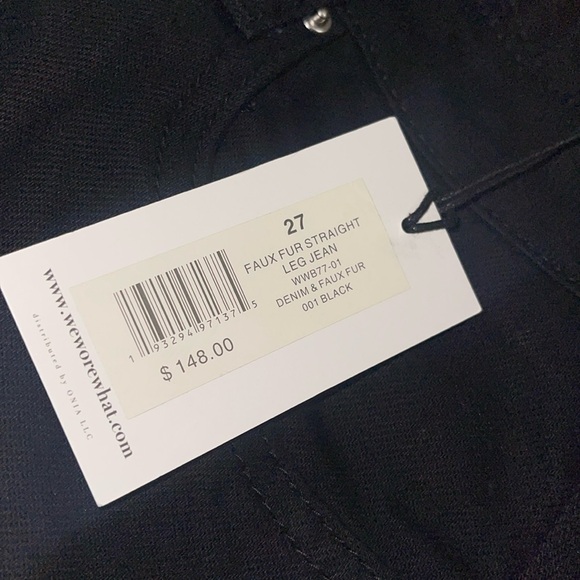 27
FAUX FUR STRAIGHT
LEG JEAN
WWB77-01
DENIM & FAUX FUR
001 BLACK
1 93294 97137 5
$ 148.00
www.weworewhat.com
distributed by ONIA LLC